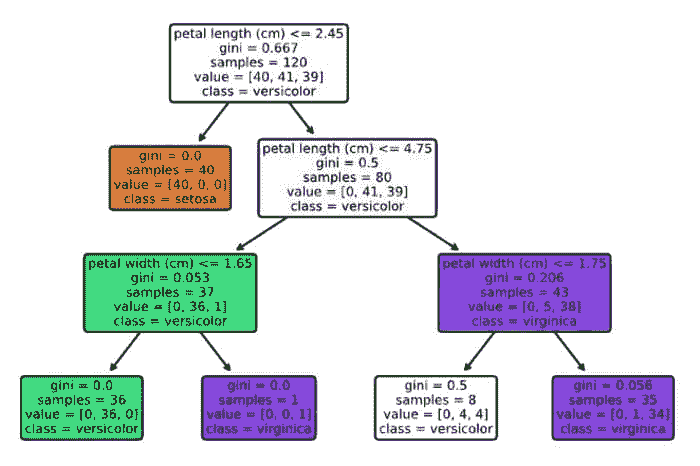 petal length (cm) <= 2.45
gini = 0.667
samples = 120
value = [40, 41, 39]
class = versicolor
gini = 0.0
samples = 40
value = [40, 0, 0]
class = setosa
petal length (cm) <= 4.75
gini = 0.5
samples = 80
value = [0, 41, 39]
class = versicolor
petal width (cm) <= 1.65
gini = 0.053
samples = 37
value = [0, 36, 1]
class = versicolor
petal width (cm) <= 1.75
gini = 0.206
samples = 43
value = [0, 5, 38]
class = virginica
gini = 0.0
samples = 36
value = [0, 36, 0]
class = versicolor
gini = 0.0
samples = 1
value = [0, 0, 1]
class = virginica
gini = 0.5
samples = 8
value = [0, 4, 4]
class = versicolor
gini = 0.056
samples = 35
value = [0, 1, 34]
class = virginica